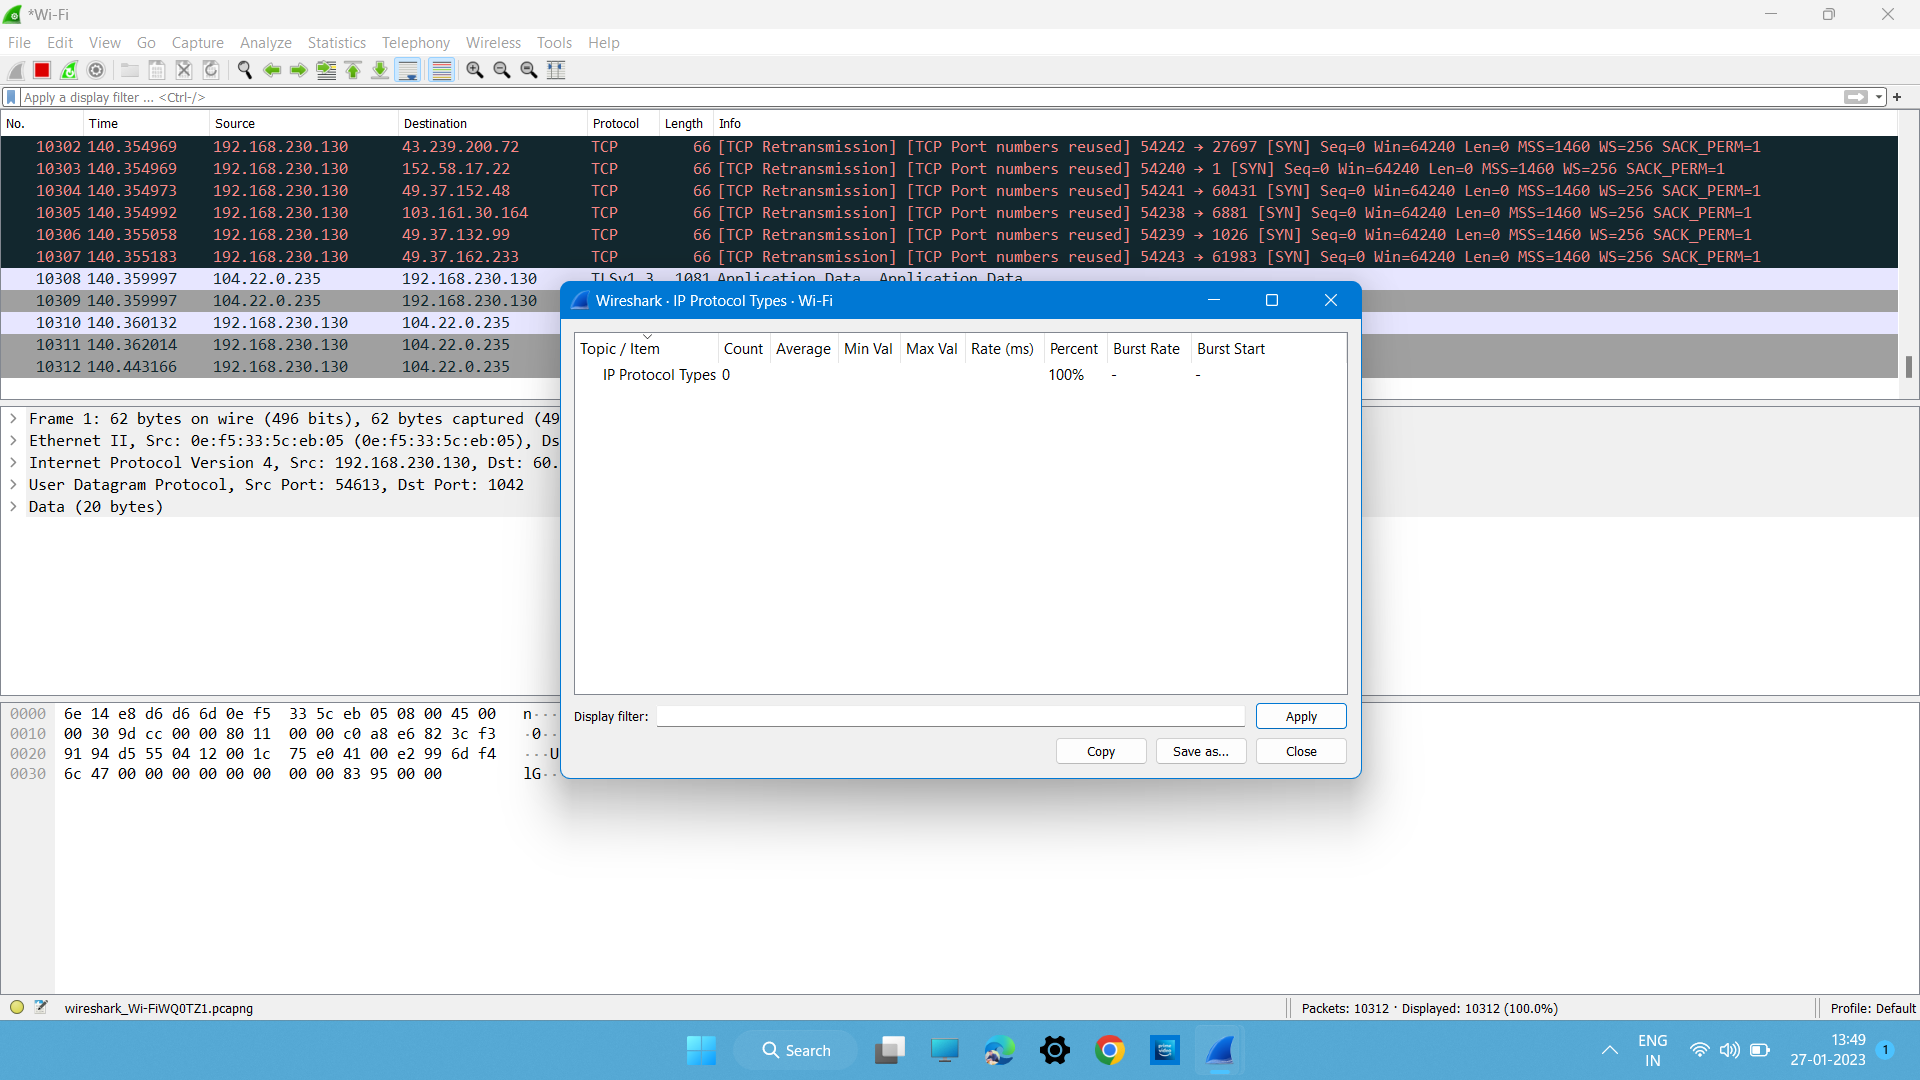 *Wi-Fi
File Edit View Go Capture Analyze Statistics Telephony Wireless Tools Help
Apply a display filter ... <Ctrl-/>
No. Time Source Destination Protocol Length Info
10302 140.354969 192.168.230.130 43.239.200.72 TCP 66 [TCP Retransmission] [TCP Port numbers reused] 54242 → 27697 [SYN] Seq=0 Win=64240 Len=0 MSS=1460 WS=256 SACK_PERM=1
10303 140.354969 192.168.230.130 152.58.17.22 TCP 66 [TCP Retransmission] [TCP Port numbers reused] 54240 → 1 [SYN] Seq=0 Win=64240 Len=0 MSS=1460 WS=256 SACK_PERM=1
10304 140.354973 192.168.230.130 49.37.152.48 TCP 66 [TCP Retransmission] [TCP Port numbers reused] 54241 → 60431 [SYN] Seq=0 Win=64240 Len=0 MSS=1460 WS=256 SACK_PERM=1
10305 140.354992 192.168.230.130 103.161.30.164 TCP 66 [TCP Retransmission] [TCP Port numbers reused] 54238 → 6881 [SYN] Seq=0 Win=64240 Len=0 MSS=1460 WS=256 SACK_PERM=1
10306 140.355058 192.168.230.130 49.37.132.99 TCP 66 [TCP Retransmission] [TCP Port numbers reused] 54239 → 1026 [SYN] Seq=0 Win=64240 Len=0 MSS=1460 WS=256 SACK_PERM=1
10307 140.355183 192.168.230.130 49.37.162.233 TCP 66 [TCP Retransmission] [TCP Port numbers reused] 54243 → 61983 [SYN] Seq=0 Win=64240 Len=0 MSS=1460 WS=256 SACK_PERM=1
10308 140.359997 104.22.0.235 192.168.230.130 TLSv1.3 1081 Application Data, Application Data
10309 140.359997 104.22.0.235 192.168.230.130
10310 140.360132 192.168.230.130 104.22.0.235
10311 140.362014 192.168.230.130 104.22.0.235
10312 140.443166 192.168.230.130 104.22.0.235
Wireshark · IP Protocol Types · Wi-Fi
Topic / Item Count Average Min Val Max Val Rate (ms) Percent Burst Rate Burst Start
IP Protocol Types 0 100% - -
Display filter: Apply
Copy Save as... Close
Frame 1: 62 bytes on wire (496 bits), 62 bytes captured (49
Ethernet II, Src: 0e:f5:33:5c:eb:05 (0e:f5:33:5c:eb:05), Ds
Internet Protocol Version 4, Src: 192.168.230.130, Dst: 60.
User Datagram Protocol, Src Port: 54613, Dst Port: 1042
Data (20 bytes)
0000 6e 14 e8 d6 d6 6d 0e f5 33 5c eb 05 08 00 45 00 n···
0010 00 30 9d cc 00 00 80 11 00 00 c0 a8 e6 82 3c f3 ·0··
0020 91 94 d5 55 04 12 00 1c 75 e0 41 00 e2 99 6d f4 ···U
0030 6c 47 00 00 00 00 00 00 00 00 83 95 00 00 lG··
wireshark_Wi-FiWQ0TZ1.pcapng Packets: 10312 · Displayed: 10312 (100.0%) Profile: Default
Search
ENG
IN
13:49
27-01-2023
1